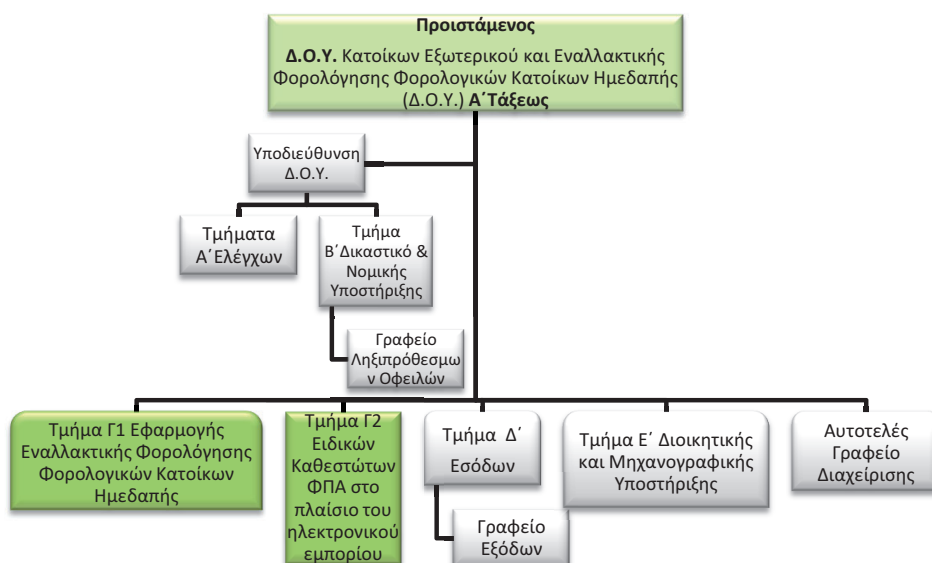 Προιστάμενος
Δ.Ο.Υ. Κατοίκων Εξωτερικού και Εναλλακτικής
Φορολόγησης Φορολογικών Κατοίκων Ημεδαπής
(Δ.Ο.Υ.) Α΄Τάξεως
Υποδιεύθυνση
Δ.Ο.Υ.
Τμήματα
Α΄Ελέγχων
Τμήμα
Β΄Δικαστικό &
Νομικής
Υποστήριξης
Γραφείο
Ληξιπρόθεσμω
ν Οφειλών
Τμήμα Γ1 Εφαρμογής
Εναλλακτικής Φορολόγησης
Φορολογικών Κατοίκων
Ημεδαπής
Τμήμα Γ2
Ειδικών
Καθεστώτων
ΦΠΑ στο
πλαίσιο του
ηλεκτρονικού
εμπορίου
Τμήμα Δ΄
Εσόδων
Γραφείο
Εξόδων
Τμήμα Ε΄ Διοικητικής
και Μηχανογραφικής
Υποστήριξης
Αυτοτελές
Γραφείο
Διαχείρισης